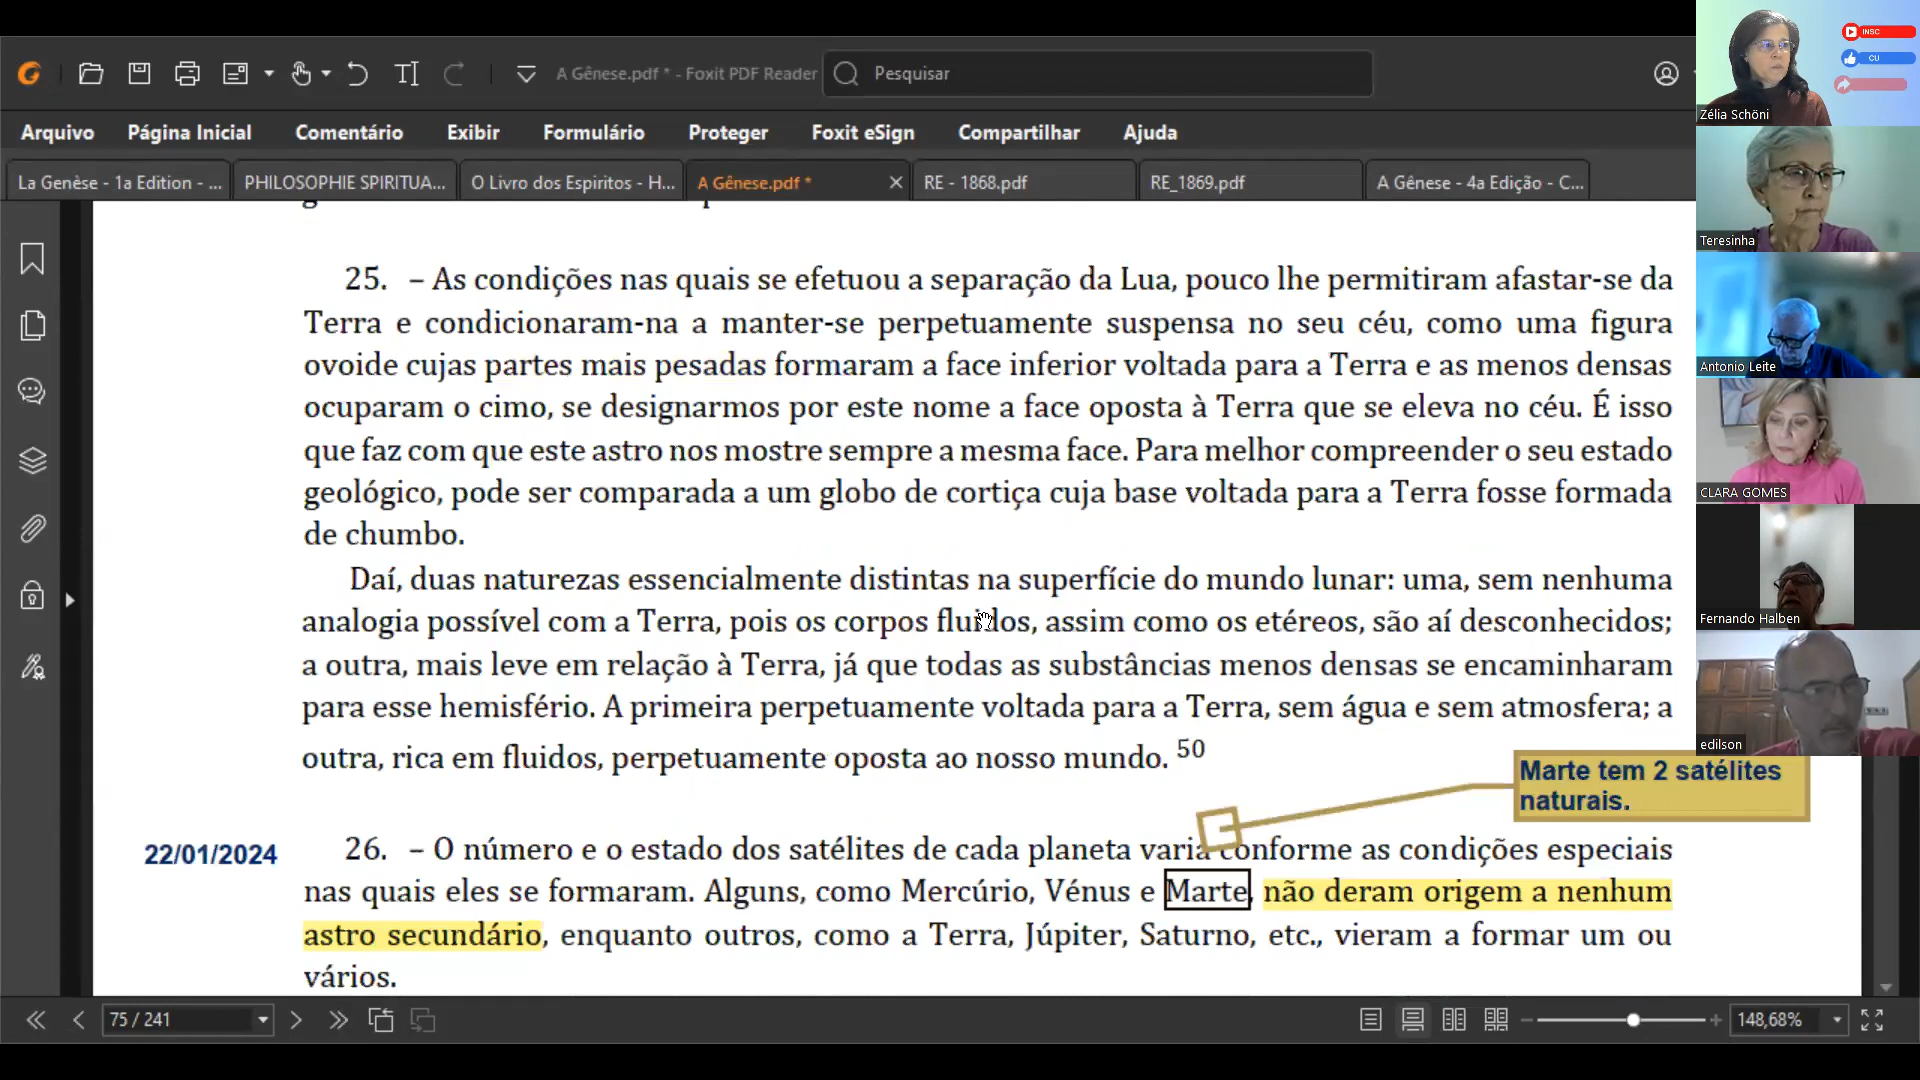 A Gênese.pdf * - Foxit PDF Reader
Pesquisar
Arquivo
Página Inicial
Comentário
Exibir
Formulário
Proteger
Foxit eSign
Compartilhar
Ajuda
La Genèse - 1a Edition - ...
PHILOSOPHIE SPIRITUA...
O Livro dos Espiritos - H...
A Gênese.pdf *
RE - 1868.pdf
RE_1869.pdf
A Gênese - 4a Edição - C...
25. – As condições nas quais se efetuou a separação da Lua, pouco lhe permitiram afastar-se da
Terra e condicionaram-na a manter-se perpetuamente suspensa no seu céu, como uma figura
ovoide cujas partes mais pesadas formaram a face inferior voltada para a Terra e as menos densas
ocuparam o cimo, se designarmos por este nome a face oposta à Terra que se eleva no céu. É isso
que faz com que este astro nos mostre sempre a mesma face. Para melhor compreender o seu estado
geológico, pode ser comparada a um globo de cortiça cuja base voltada para a Terra fosse formada
de chumbo.
Daí, duas naturezas essencialmente distintas na superfície do mundo lunar: uma, sem nenhuma
analogia possível com a Terra, pois os corpos fluidos, assim como os etéreos, são aí desconhecidos;
a outra, mais leve em relação à Terra, já que todas as substâncias menos densas se encaminharam
para esse hemisfério. A primeira perpetuamente voltada para a Terra, sem água e sem atmosfera; a
outra, rica em fluidos, perpetuamente oposta ao nosso mundo. 50
Marte tem 2 satélites
naturais.
22/01/2024
26. – O número e o estado dos satélites de cada planeta varia conforme as condições especiais
nas quais eles se formaram. Alguns, como Mercúrio, Vénus e Marte, não deram origem a nenhum
astro secundário, enquanto outros, como a Terra, Júpiter, Saturno, etc., vieram a formar um ou
vários.
75 / 241
148,68%
INSC
CU
Zélia Schöni
Teresinha
Antonio Leite
CLARA GOMES
Fernando Halben
edilson